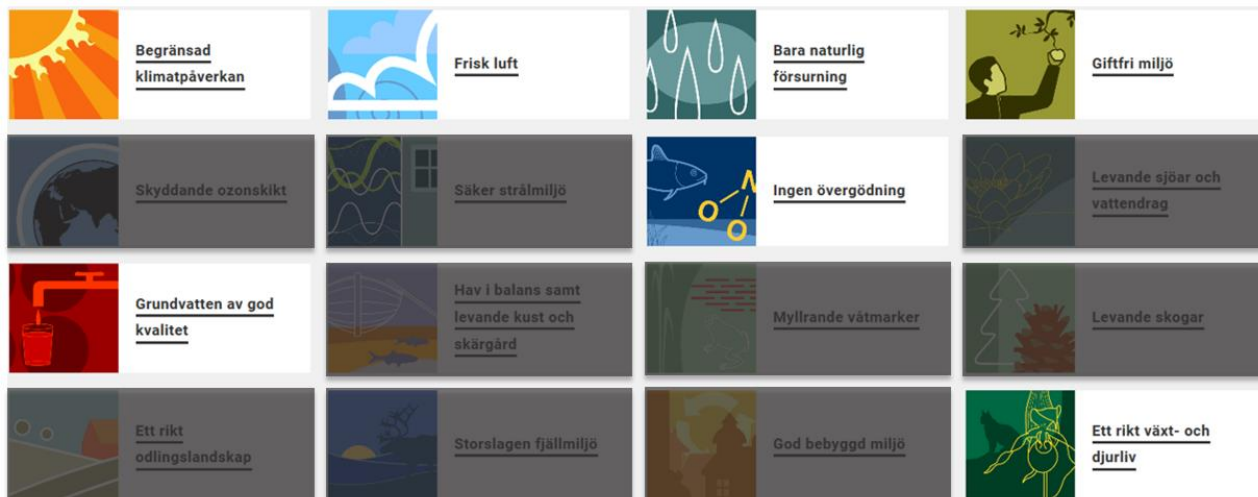 Begränsad
klimatpåverkan
Frisk luft
Bara naturlig
försurning
Giftfri miljö
Skyddande ozonskikt
Säker strålmiljö
N
O
O
Ingen övergödning
Levande sjöar och
vattendrag
Grundvatten av god
kvalitet
Hav i balans samt
levande kust och
skärgård
Myllrande våtmarker
Levande skogar
Ett rikt
odlingslandskap
Storslagen fjällmiljö
God bebyggd miljö
Ett rikt växt- och
djurliv